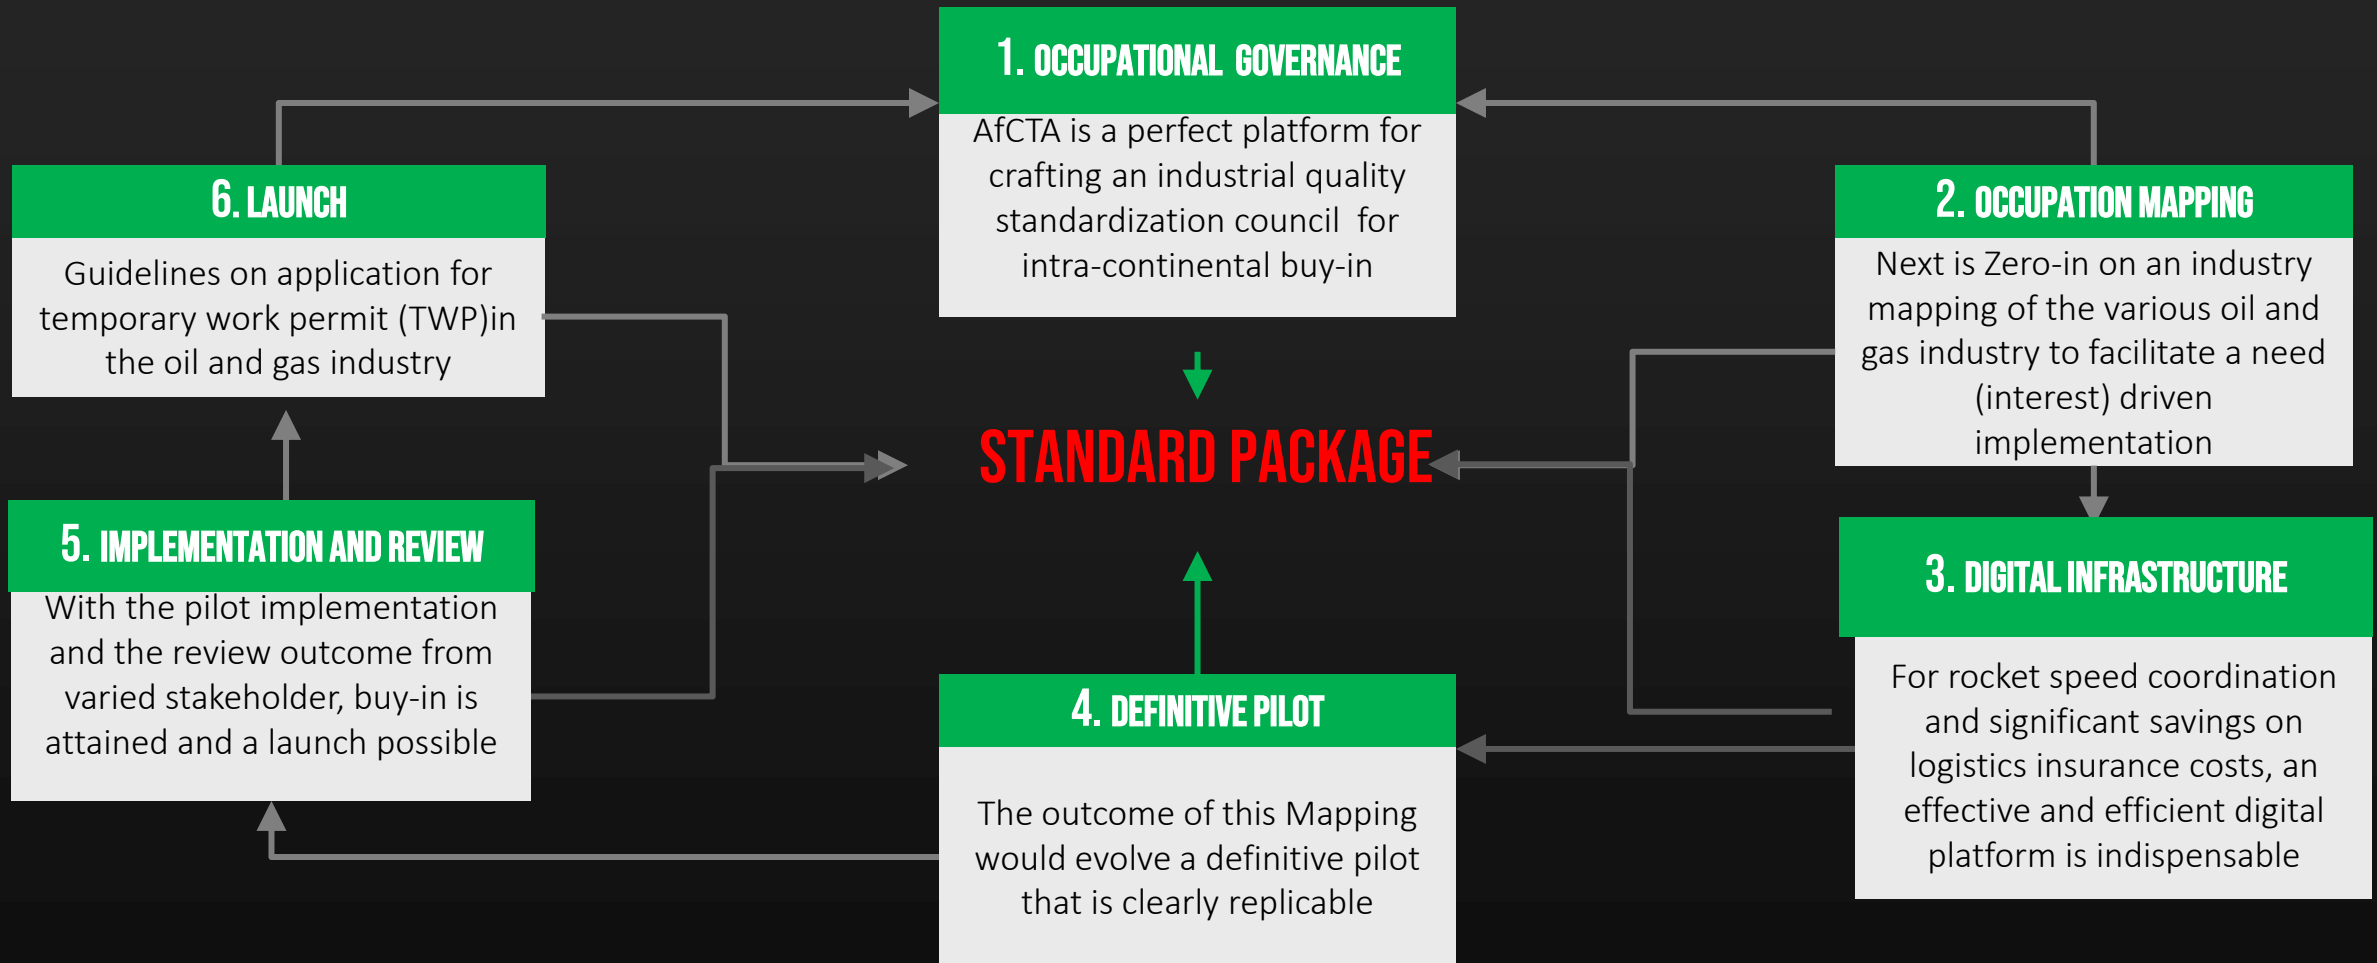 1. OCCUPATIONAL GOVERNANCE
AfCTA is a perfect platform for
crafting an industrial quality
standardization council for
intra-continental buy-in
2. OCCUPATION MAPPING
Next is Zero-in on an industry
mapping of the various oil and
gas industry to facilitate a need
(interest) driven
implementation
3. DIGITAL INFRASTRUCTURE
For rocket speed coordination
and significant savings on
logistics insurance costs, an
effective and efficient digital
platform is indispensable
4. DEFINITIVE PILOT
The outcome of this Mapping
would evolve a definitive pilot
that is clearly replicable
5. IMPLEMENTATION AND REVIEW
With the pilot implementation
and the review outcome from
varied stakeholder, buy-in is
attained and a launch possible
6. LAUNCH
Guidelines on application for
temporary work permit (TWP)in
the oil and gas industry
STANDARD PACKAGE